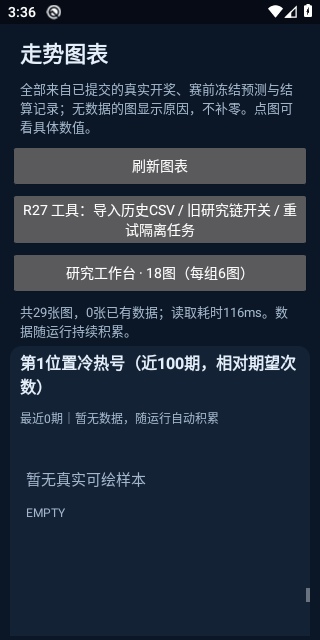 3:36
走势图表
全部来自已提交的真实开奖、赛前冻结预测与结
算记录；无数据的图显示原因，不补零。点图可
看具体数值。
刷新图表
R27 工具：导入历史CSV / 旧研究链开关 / 重
试隔离任务
研究工作台 · 18图（每组6图）
共29张图，0张已有数据；读取耗时116ms。数
据随运行持续积累。
第1位置冷热号（近100期，相对期望次
数）
最近0期｜暂无数据，随运行自动积累
暂无真实可绘样本
EMPTY